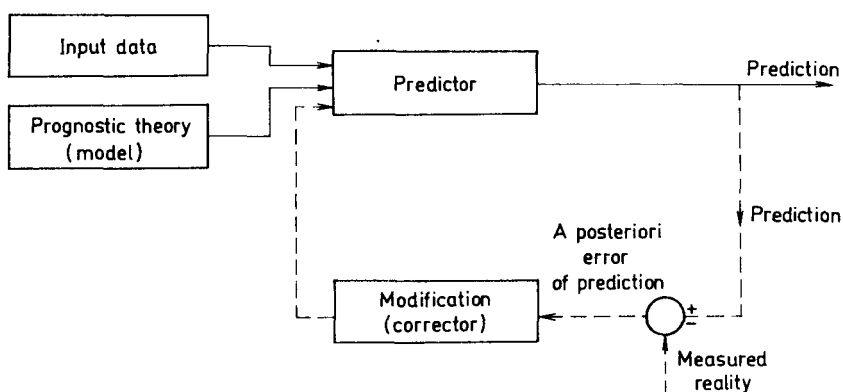 Input data
Prognostic theory
(model)
Predictor
Prediction
Prediction
A posteriori
error
of prediction
Modification
(corrector)
+
−
Measured
reality